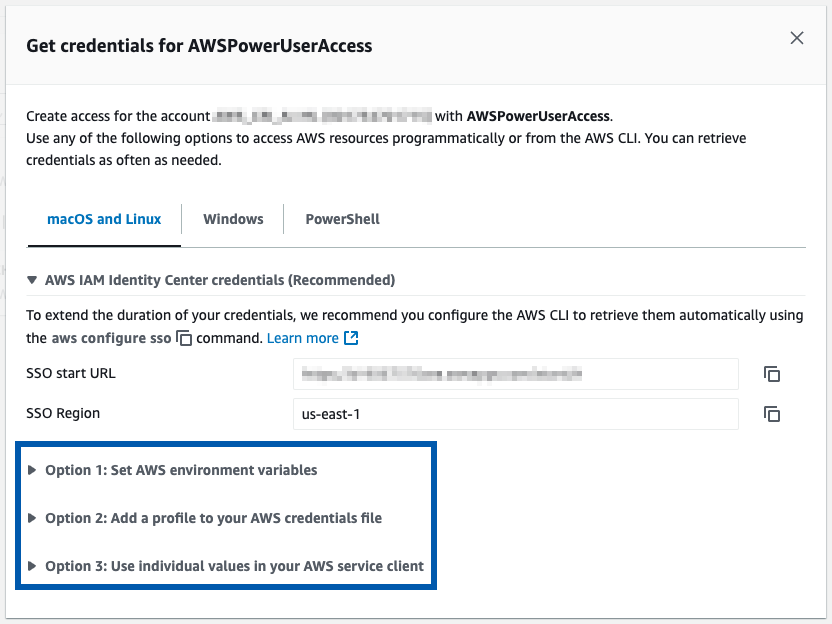 Get credentials for AWSPowerUserAccess
Create access for the account with AWSPowerUserAccess.
Use any of the following options to access AWS resources programmatically or from the AWS CLI. You can retrieve
credentials as often as needed.
macOS and Linux
Windows
PowerShell
AWS IAM Identity Center credentials (Recommended)
To extend the duration of your credentials, we recommend you configure the AWS CLI to retrieve them automatically using
the aws configure sso command. Learn more
SSO start URL
SSO Region us-east-1
Option 1: Set AWS environment variables
Option 2: Add a profile to your AWS credentials file
Option 3: Use individual values in your AWS service client